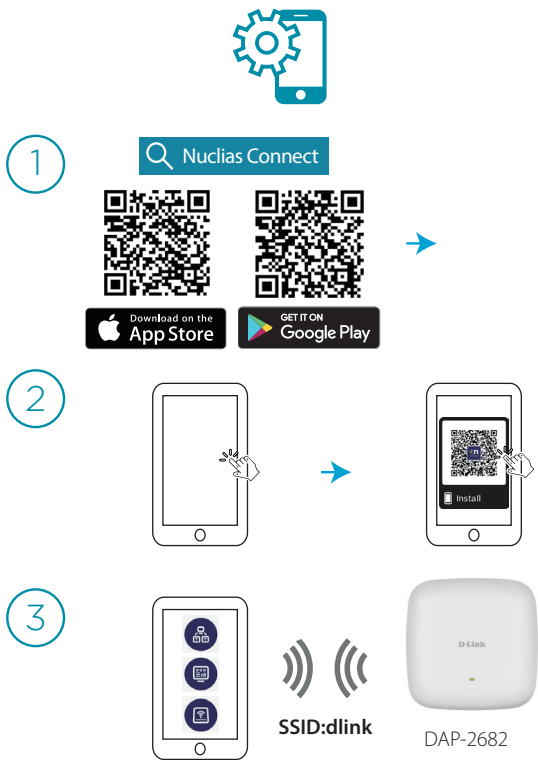 1
Nuclias Connect
Download on the
App Store
GET IT ON
Google Play
2
n
Install
3
D-Link
SSID:dlink
DAP-2682